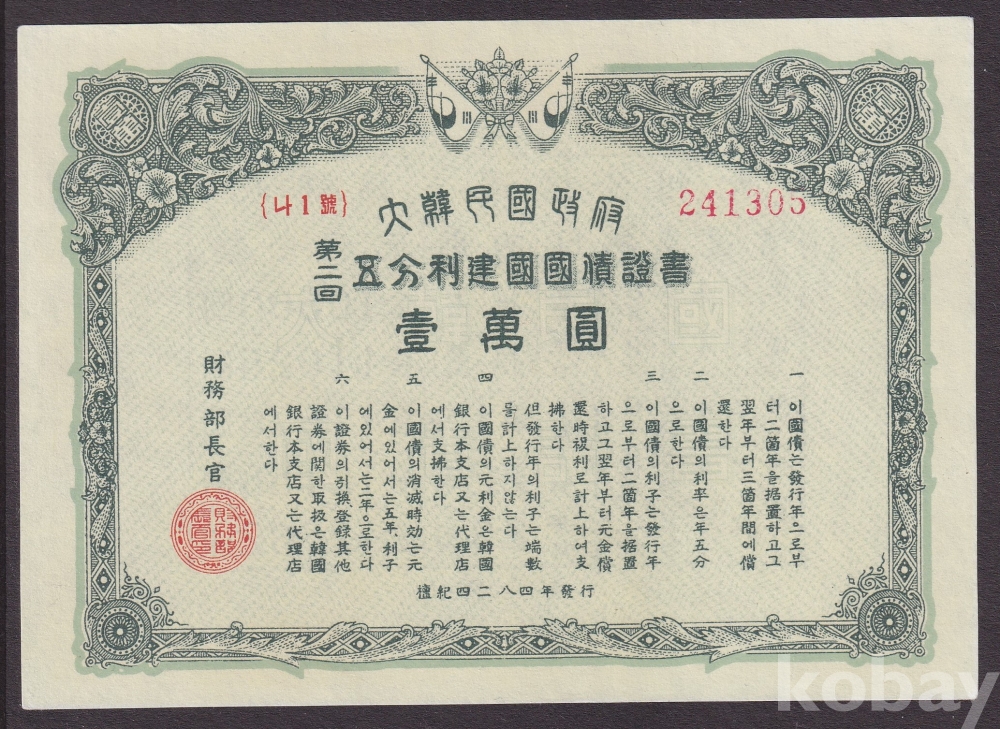 {ㄐ1號}
241305
大韓民國政府
第二回
五分利建國國債證書
壹萬圓
一 이國債는發行年으로부
터二箇年을据置하고그
翌年부터三箇年間에償
還한다
二 이國債의利率은年五分
으로한다
三 이國債의利子는發行年
으로부터二箇年을据置
하고그翌年부터元金償
還時複利로計上하여支
拂한다
但發行年의利子는端數
를計上하지않는다
四 이國債의元利金은韓國
銀行本支店又는代理店
에서支拂한다
五 이國債의消滅時効는元
金에있어서는五年、利子
에있어서는二年으로한다
六 이證券의引換登録其他
證券에関한取扱은韓國
銀行本支店又는代理店
에서한다
財務部長官
財務部長官印
檀紀四二八四年發行
kobay